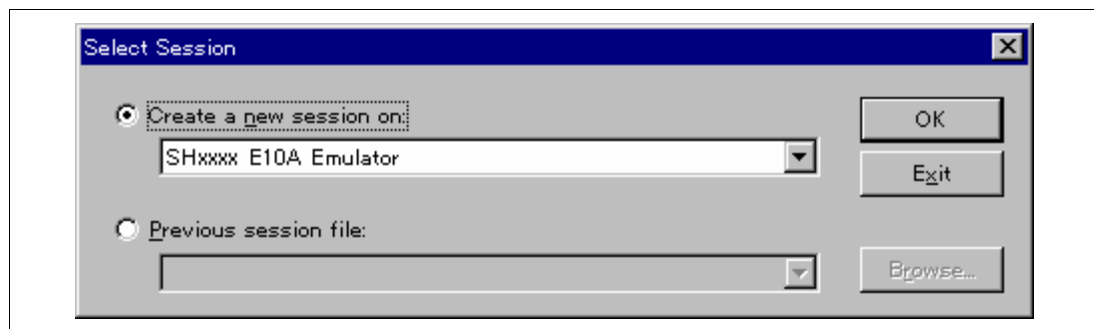 Select Session
Create a new session on:
OK
SHxxxx E10A Emulator
Exit
Previous session file:
Browse...